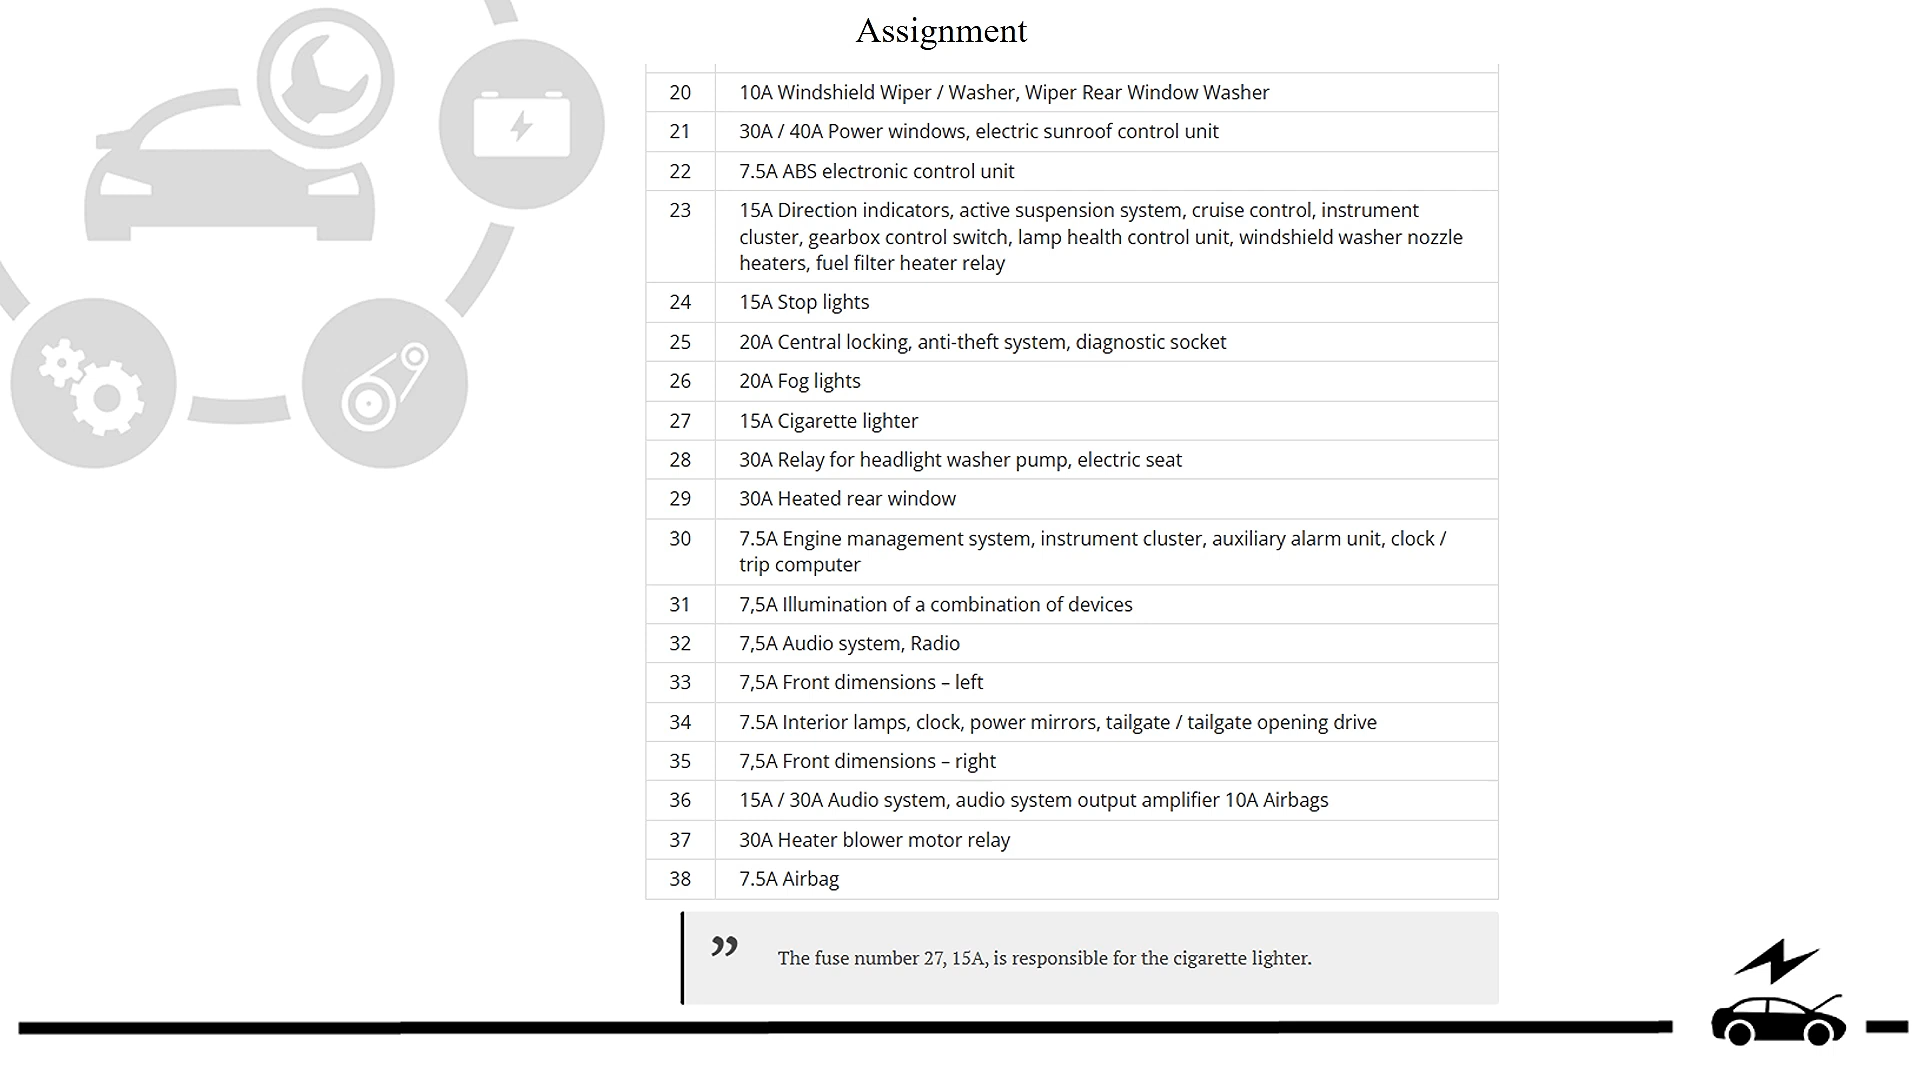 Assignment
20 10A Windshield Wiper / Washer, Wiper Rear Window Washer
21 30A / 40A Power windows, electric sunroof control unit
22 7.5A ABS electronic control unit
23 15A Direction indicators, active suspension system, cruise control, instrument
cluster, gearbox control switch, lamp health control unit, windshield washer nozzle
heaters, fuel filter heater relay
24 15A Stop lights
25 20A Central locking, anti-theft system, diagnostic socket
26 20A Fog lights
27 15A Cigarette lighter
28 30A Relay for headlight washer pump, electric seat
29 30A Heated rear window
30 7.5A Engine management system, instrument cluster, auxiliary alarm unit, clock /
trip computer
31 7,5A Illumination of a combination of devices
32 7,5A Audio system, Radio
33 7,5A Front dimensions – left
34 7.5A Interior lamps, clock, power mirrors, tailgate / tailgate opening drive
35 7,5A Front dimensions – right
36 15A / 30A Audio system, audio system output amplifier 10A Airbags
37 30A Heater blower motor relay
38 7.5A Airbag
” The fuse number 27, 15A, is responsible for the cigarette lighter.